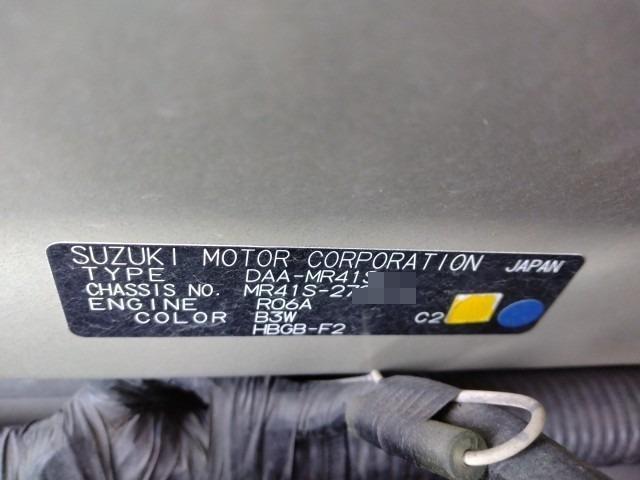 SUZUKI MOTOR CORPORATION JAPAN
TYPE DAA-MR41S
CHASSIS NO. MR41S-27
ENGINE R06A
COLOR B3W C2
HBGB-F2